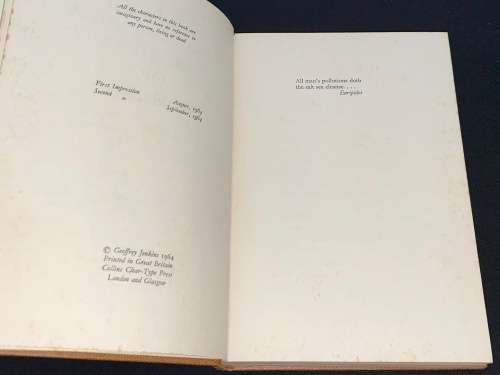 All the characters in this book are
imaginary and have no reference to
any person, living or dead
First Impression August, 1964
Second " September, 1964
© Geoffrey Jenkins 1964
Printed in Great Britain
Collins Clear-Type Press
London and Glasgow
All man's pollutions doth
the salt sea cleanse. . . .
Euripides